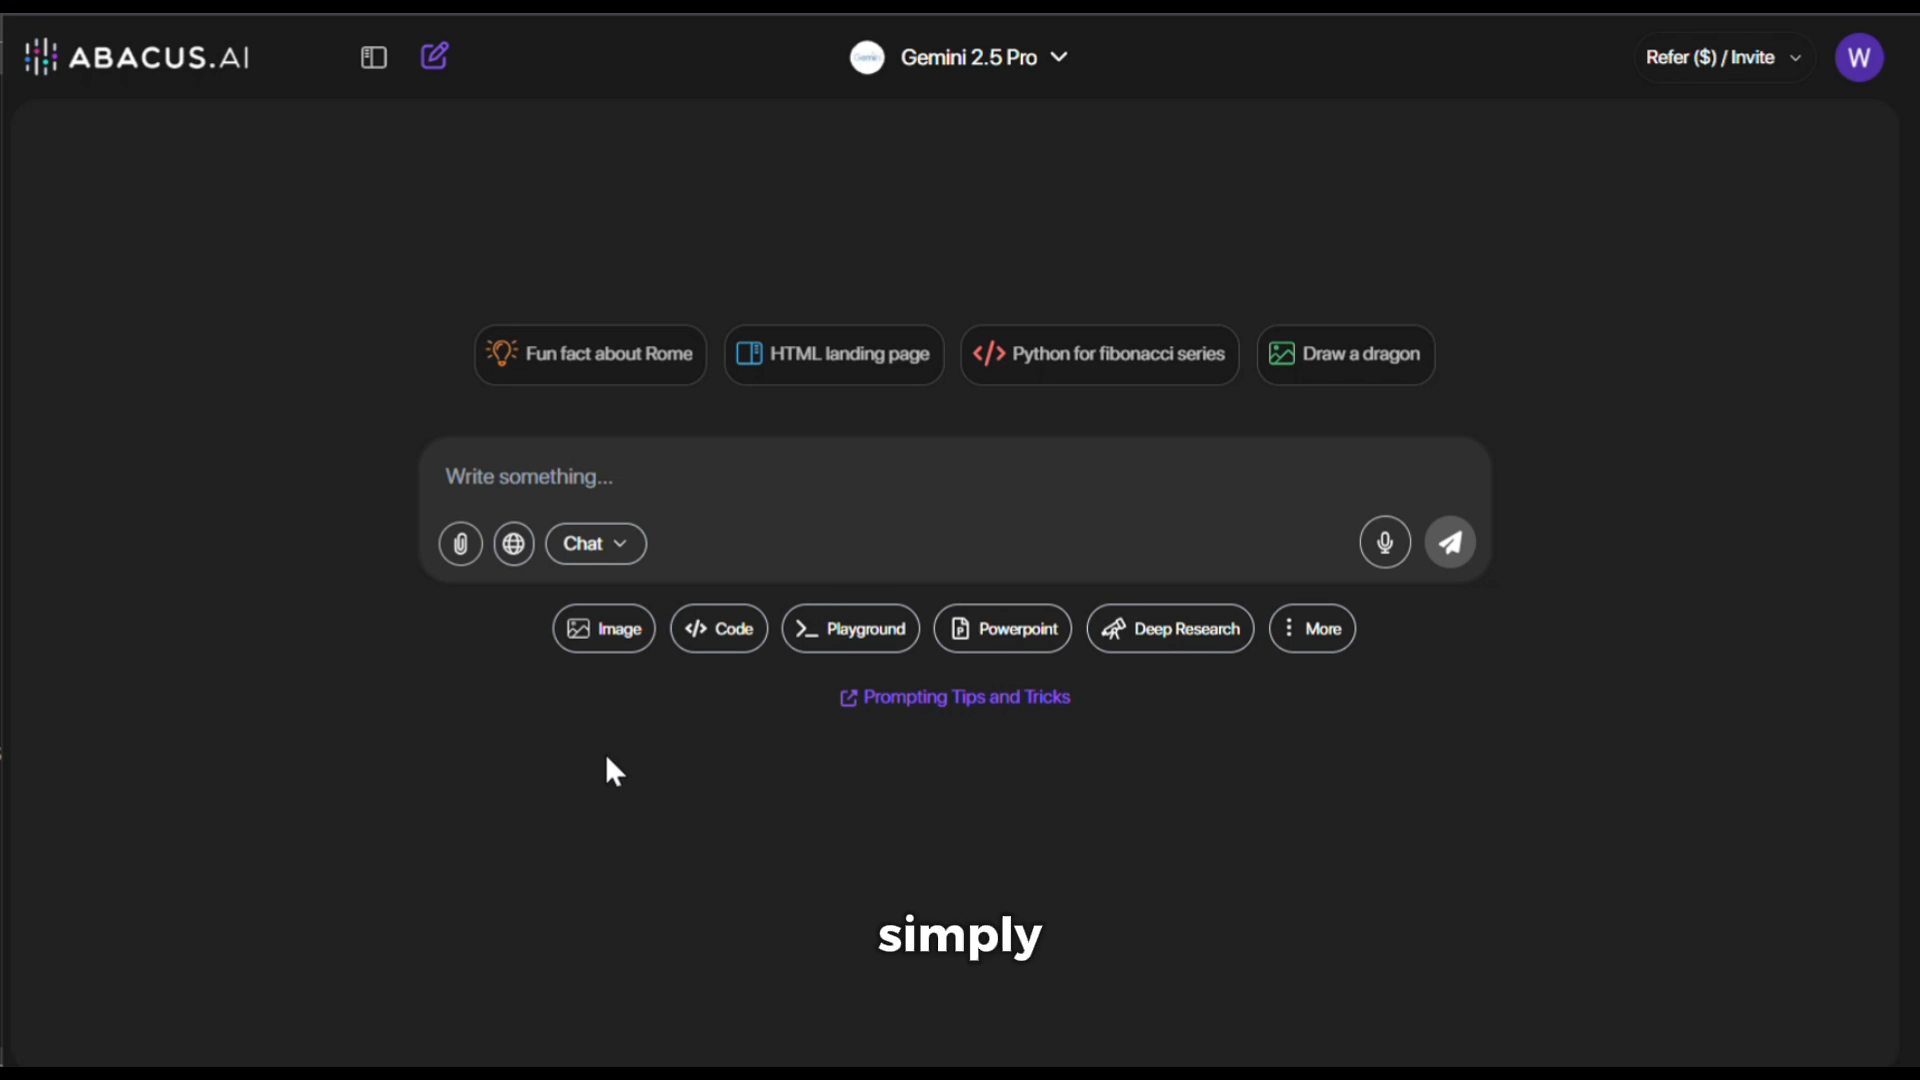 ABACUS.AI
Gemini 2.5 Pro
Refer ($) / Invite
W
Fun fact about Rome
HTML landing page
Python for fibonacci series
Draw a dragon
Write something...
Chat
Image
Code
Playground
Powerpoint
Deep Research
More
Prompting Tips and Tricks
simply